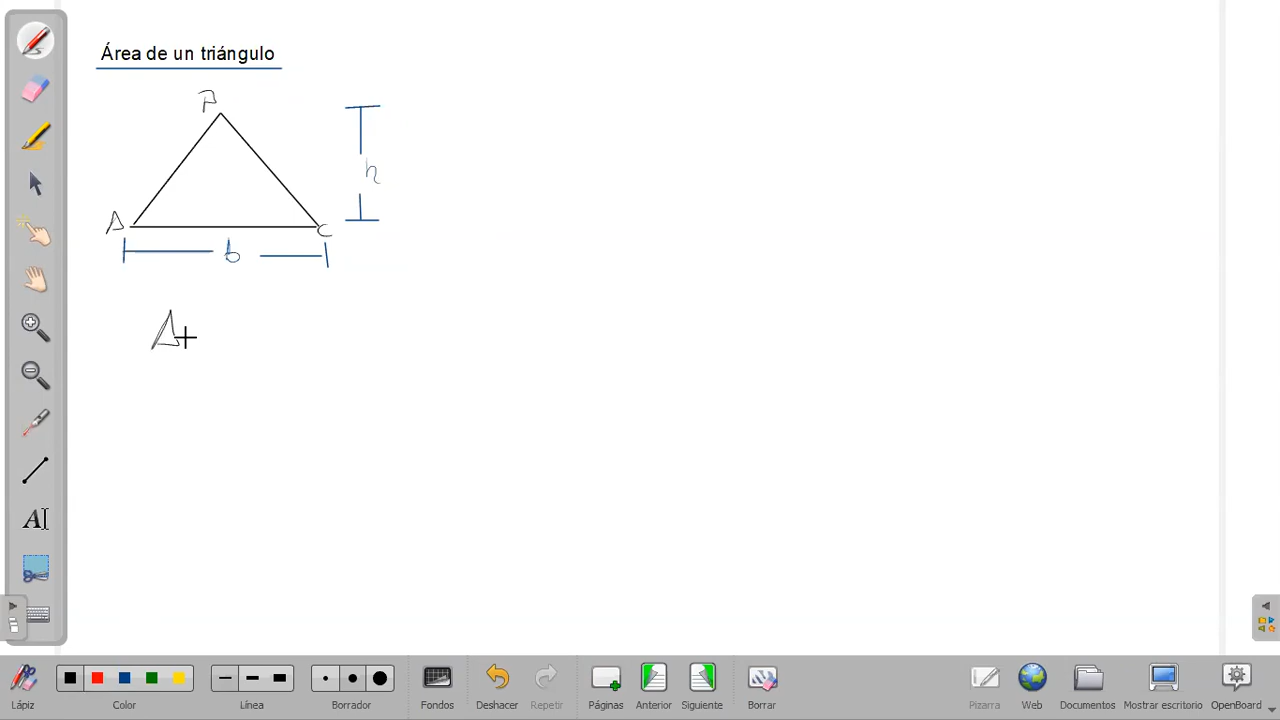 Área de un triángulo
B
h
A
C
b
A
AI
Lápiz
Color
Línea
Borrador
Fondos
Deshacer
Repetir
Páginas
Anterior
Siguiente
Borrar
Pizarra
Web
Documentos
Mostrar escritorio
OpenBoard